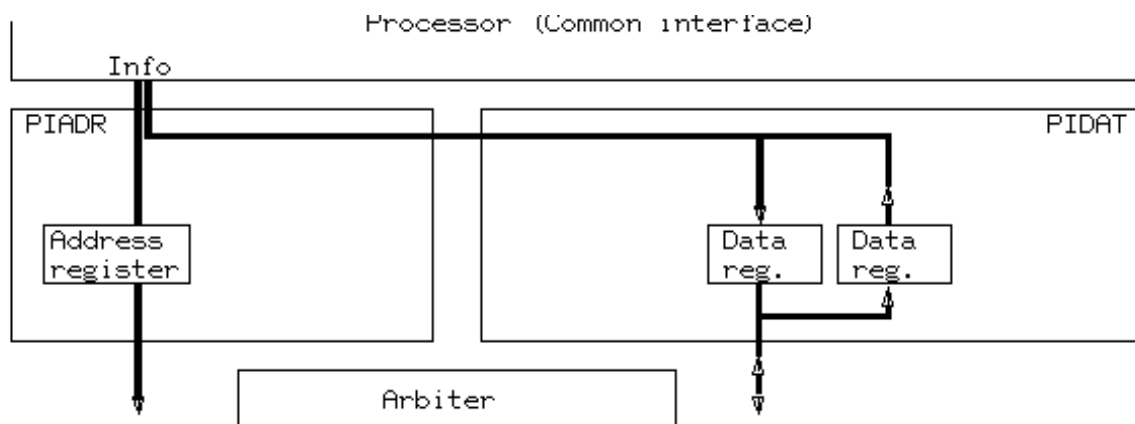 Processor (Common interface)
Info
PIADR
PIDAT
Address
register
Data
reg.
Data
reg.
Arbiter